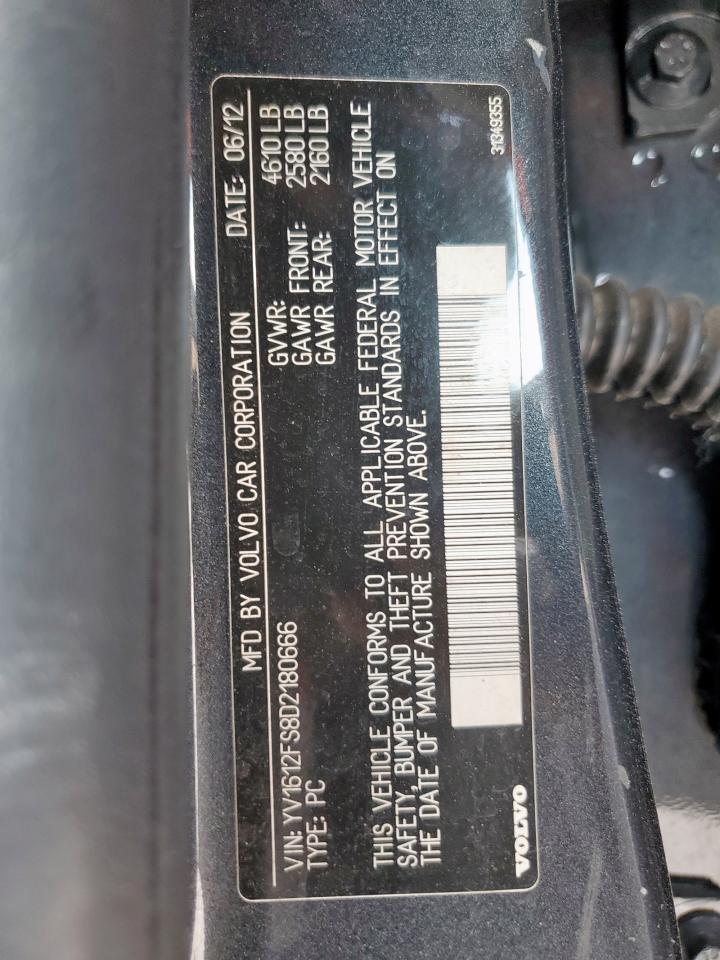 MFD BY VOLVO CAR CORPORATION DATE: 06/12
VIN: YV1612FS8D2180666 GVWR: 4610 LB
TYPE: PC GAWR FRONT: 2580 LB
GAWR REAR: 2160 LB
THIS VEHICLE CONFORMS TO ALL APPLICABLE FEDERAL MOTOR VEHICLE
SAFETY, BUMPER AND THEFT PREVENTION STANDARDS IN EFFECT ON
THE DATE OF MANUFACTURE SHOWN ABOVE.
VOLVO 31349355